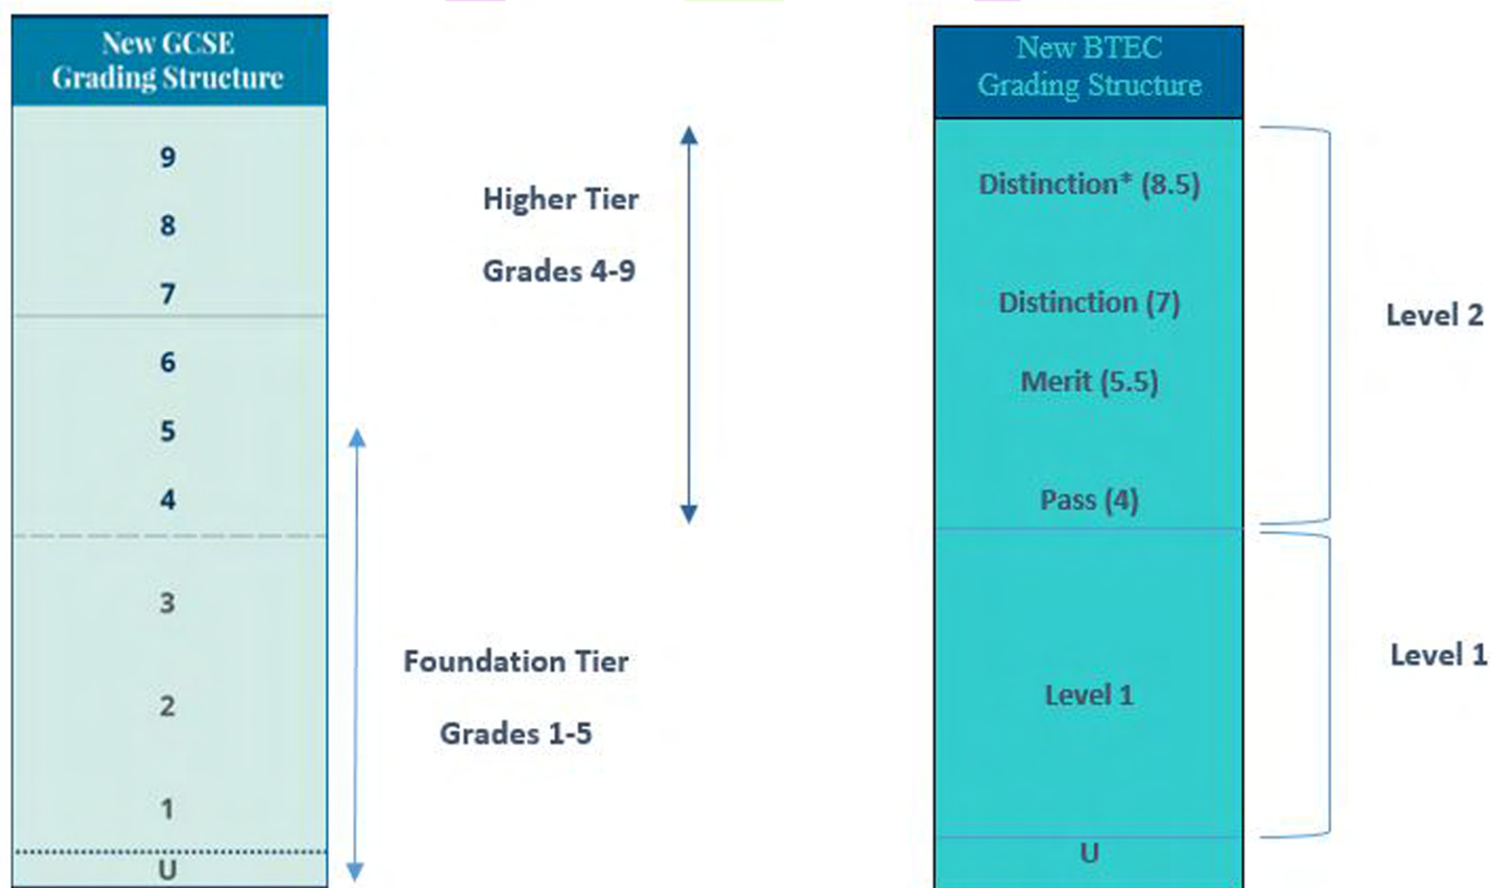 New GCSE
Grading Structure
9
8
7
6
5
4
3
2
1
U
Higher Tier
Grades 4-9
Foundation Tier
Grades 1-5
New BTEC
Grading Structure
Distinction* (8.5)
Distinction (7)
Merit (5.5)
Pass (4)
Level 1
U
Level 2
Level 1